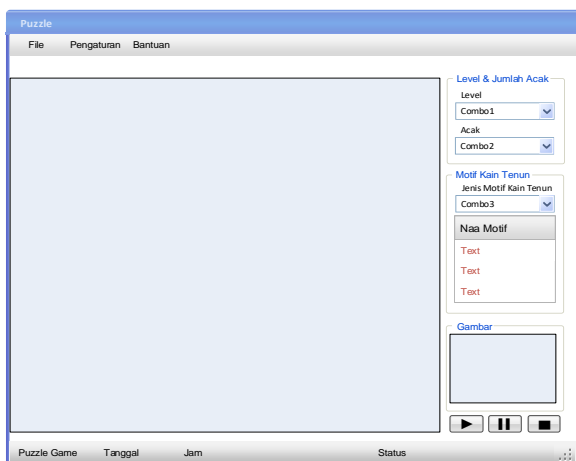 Puzzle
File Pengaturan Bantuan
Level & Jumlah Acak
Level
Combo1
Acak
Combo2
Motif Kain Tenun
Jenis Motif Kain Tenun
Combo3
Naa Motif
Text
Text
Text
Gambar
Puzzle Game Tanggal Jam Status